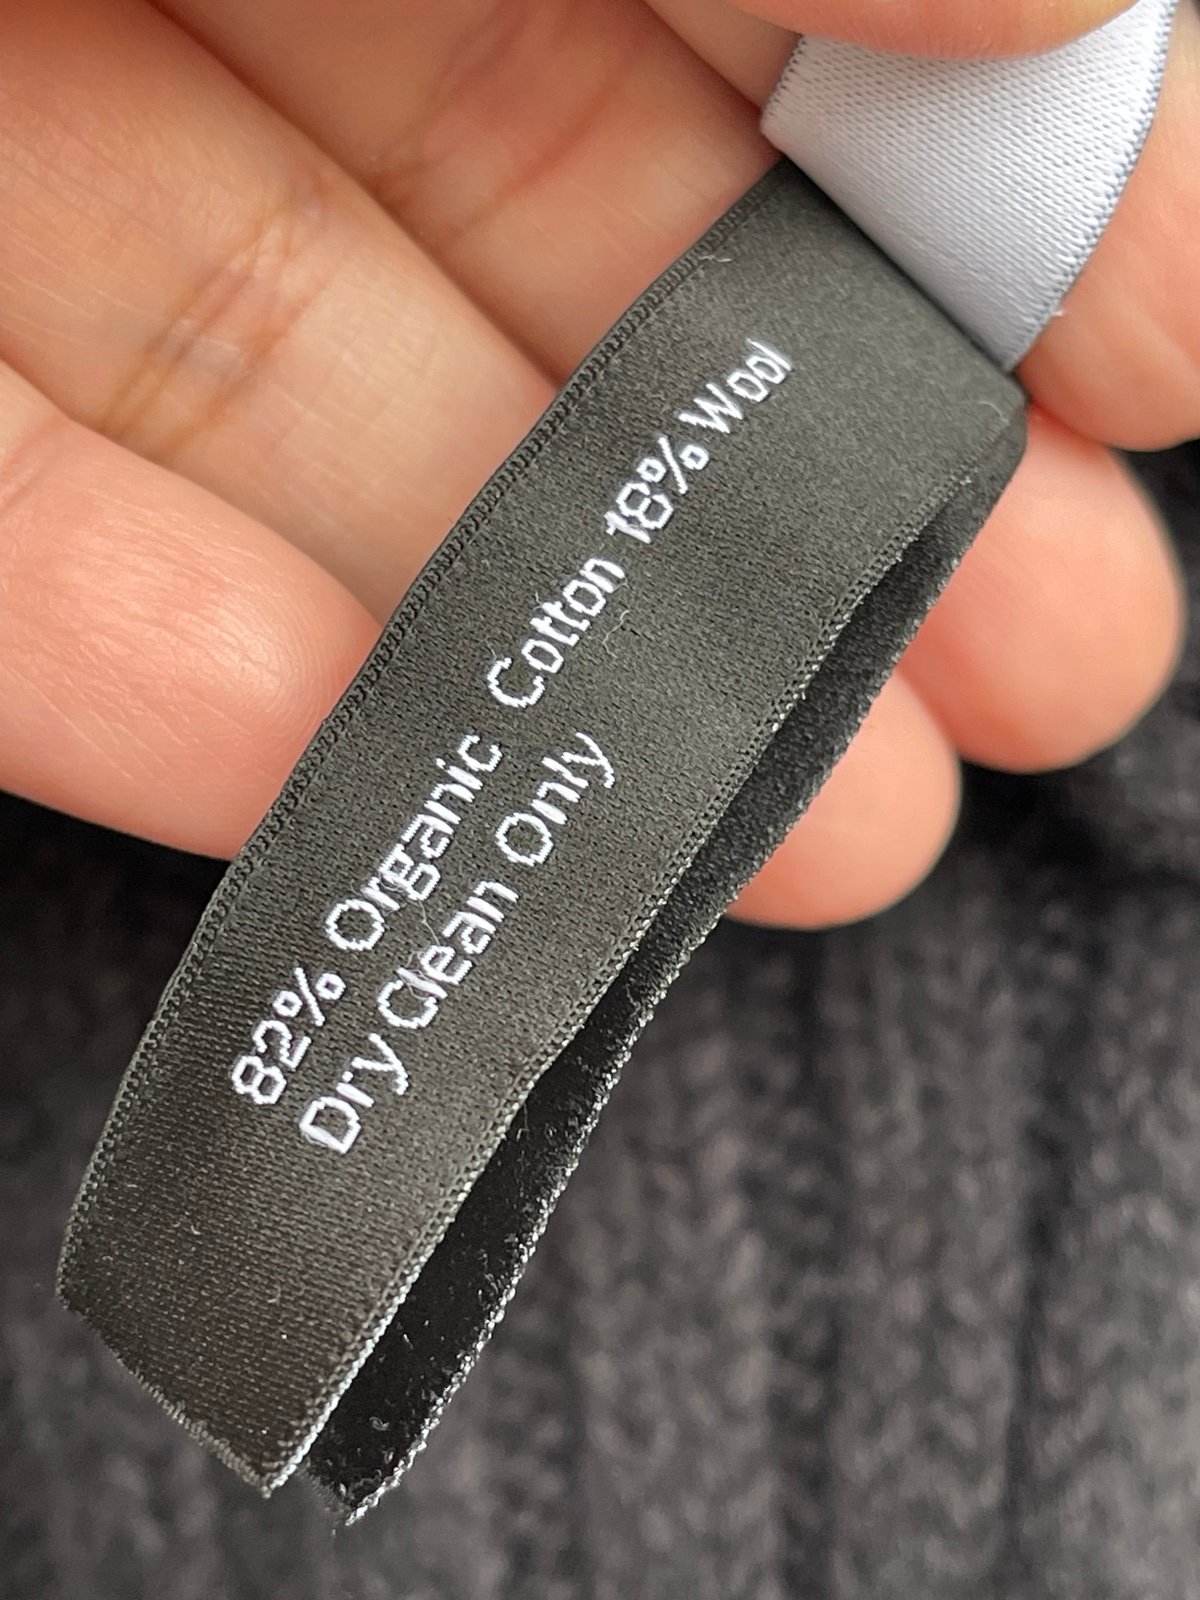 82% Organic Cotton 18% Wool
Dry Clean Only